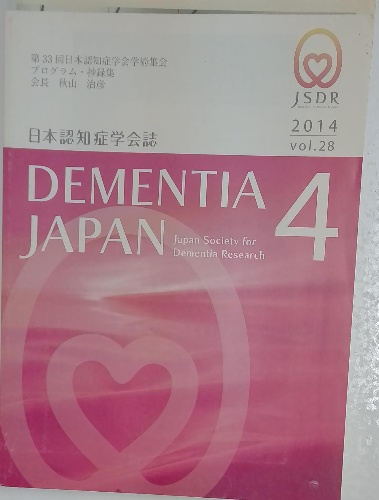 第33回日本認知症学会学術集会
プログラム・抄録集
会長 秋山 治彦
JSDR
2014
vol.28
日本認知症学会誌
DEMENTIA
JAPAN
4
Japan Society for
Dementia Research